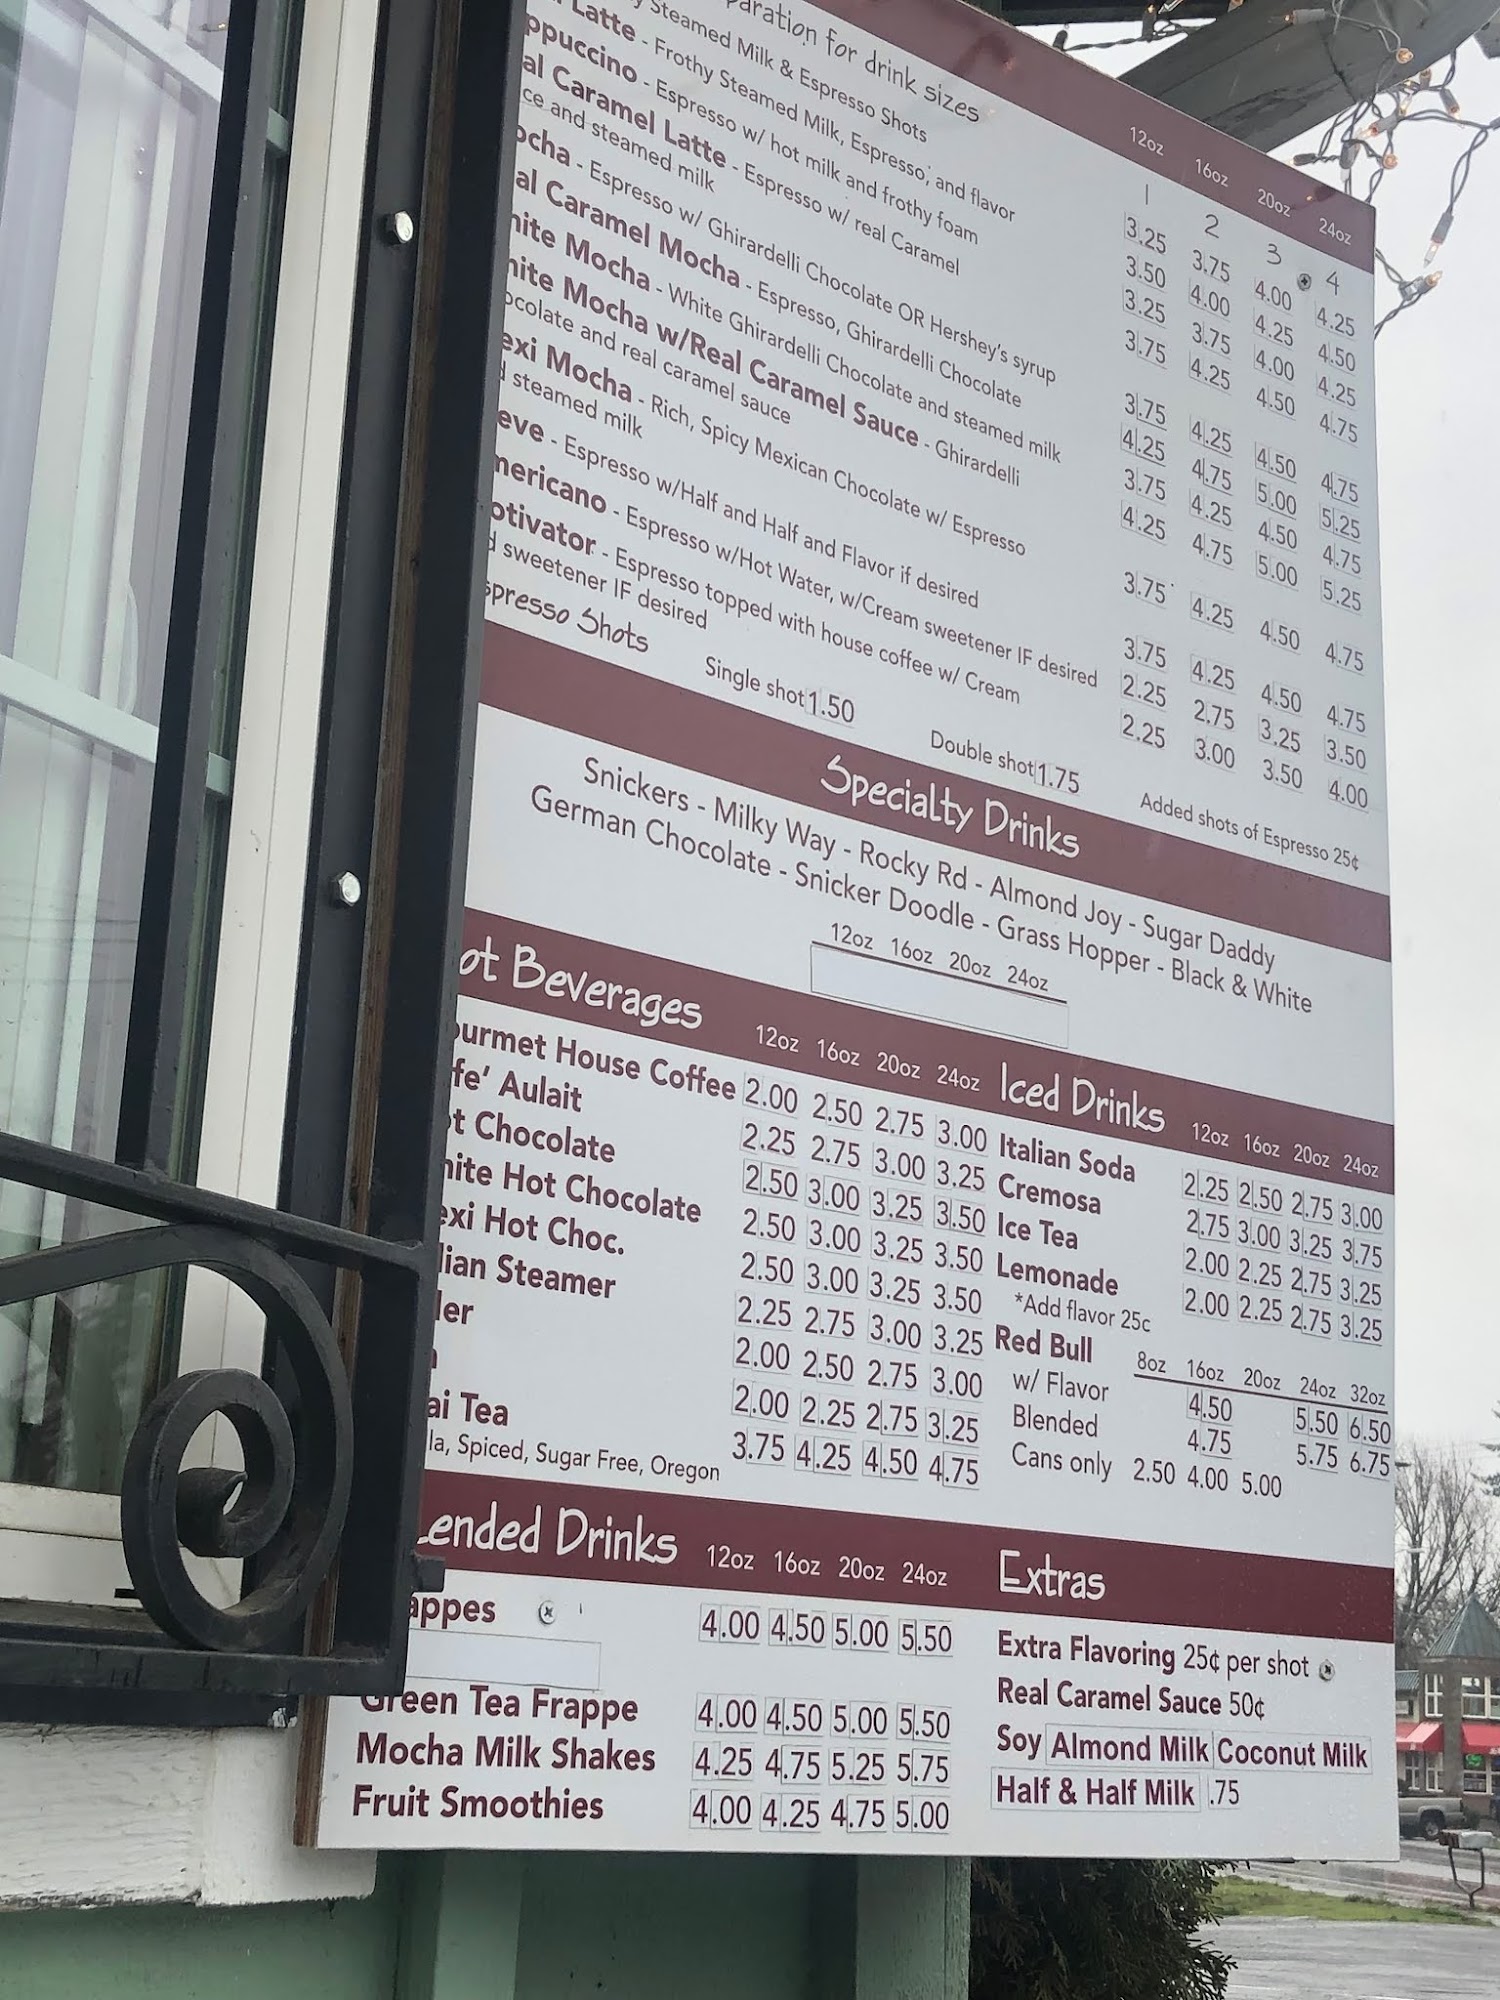 paration for drink sizes
12oz 16oz 20oz 24oz
1 2 3 4
Steamed Milk & Espresso Shots 3.25 3.75 4.00 4.25
Latte - Frothy Steamed Milk, Espresso, and flavor 3.50 4.00 4.25 4.50
ppuccino - Espresso w/ hot milk and frothy foam 3.25 3.75 4.00 4.25
al Caramel Latte - Espresso w/ real Caramel 3.75 4.25 4.50 4.75
ce and steamed milk
ocha - Espresso w/ Ghirardelli Chocolate OR Hershey's syrup 3.75 4.25 4.50 4.75
al Caramel Mocha - Espresso, Ghirardelli Chocolate 4.25 4.75 5.00 5.25
hite Mocha - White Ghirardelli Chocolate and steamed milk 3.75 4.25 4.50 4.75
hite Mocha w/Real Caramel Sauce - Ghirardelli 4.25 4.75 5.00 5.25
ocolate and real caramel sauce
exi Mocha - Rich, Spicy Mexican Chocolate w/ Espresso 3.75 4.25 4.50 4.75
d steamed milk
eve - Espresso w/Half and Half and Flavor if desired 3.75 4.25 4.50 4.75
mericano - Espresso w/Hot Water, w/Cream sweetener IF desired 2.25 2.75 3.25 3.50
otivator - Espresso topped with house coffee w/ Cream 2.25 3.00 3.50 4.00
d sweetener IF desired
spresso Shots Single shot 1.50 Double shot 1.75 Added shots of Espresso 25¢
Specialty Drinks
Snickers - Milky Way - Rocky Rd - Almond Joy - Sugar Daddy
German Chocolate - Snicker Doodle - Grass Hopper - Black & White
12oz 16oz 20oz 24oz
ot Beverages 12oz 16oz 20oz 24oz
ourmet House Coffee 2.00 2.50 2.75 3.00
fe' Aulait 2.25 2.75 3.00 3.25
t Chocolate 2.50 3.00 3.25 3.50
hite Hot Chocolate 2.50 3.00 3.25 3.50
exi Hot Choc. 2.50 3.00 3.25 3.50
lian Steamer 2.25 2.75 3.00 3.25
der 2.00 2.50 2.75 3.00
2.00 2.25 2.75 3.25
ai Tea 3.75 4.25 4.50 4.75
la, Spiced, Sugar Free, Oregon
Iced Drinks 12oz 16oz 20oz 24oz
Italian Soda 2.25 2.50 2.75 3.00
Cremosa 2.75 3.00 3.25 3.75
Ice Tea 2.00 2.25 2.75 3.25
Lemonade 2.00 2.25 2.75 3.25
*Add flavor 25c
Red Bull 8oz 16oz 20oz 24oz 32oz
w/ Flavor 4.50 5.50 6.50
Blended 4.75 5.75 6.75
Cans only 2.50 4.00 5.00
ended Drinks 12oz 16oz 20oz 24oz
appes 4.00 4.50 5.00 5.50
Green Tea Frappe 4.00 4.50 5.00 5.50
Mocha Milk Shakes 4.25 4.75 5.25 5.75
Fruit Smoothies 4.00 4.25 4.75 5.00
Extras
Extra Flavoring 25¢ per shot
Real Caramel Sauce 50¢
Soy Almond Milk Coconut Milk
Half & Half Milk .75